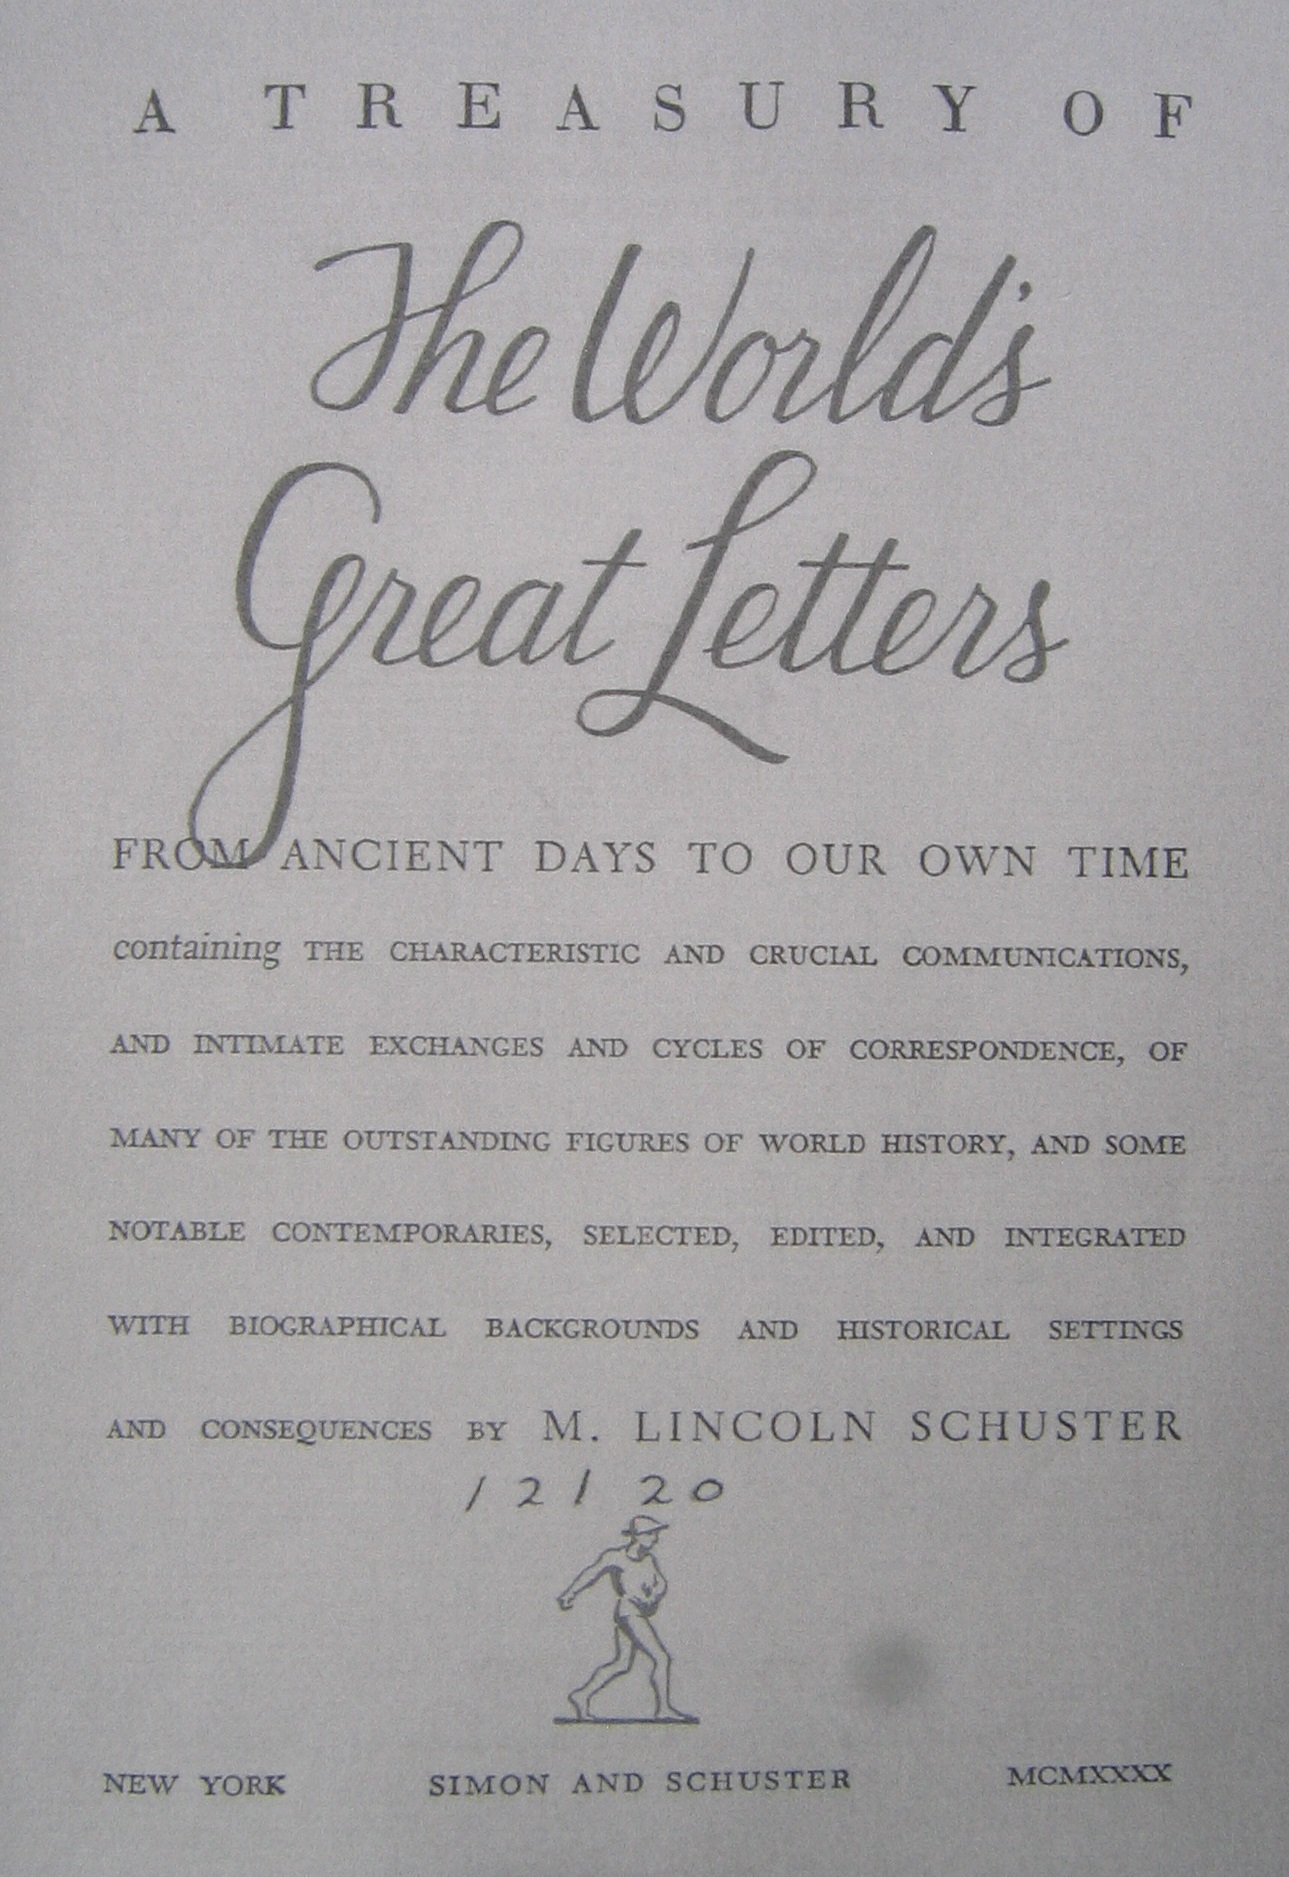 A TREASURY OF
The World's
Great Letters
FROM ANCIENT DAYS TO OUR OWN TIME
containing THE CHARACTERISTIC AND CRUCIAL COMMUNICATIONS,
AND INTIMATE EXCHANGES AND CYCLES OF CORRESPONDENCE, OF
MANY OF THE OUTSTANDING FIGURES OF WORLD HISTORY, AND SOME
NOTABLE CONTEMPORARIES, SELECTED, EDITED, AND INTEGRATED
WITH BIOGRAPHICAL BACKGROUNDS AND HISTORICAL SETTINGS
AND CONSEQUENCES BY M. LINCOLN SCHUSTER
12120
NEW YORK SIMON AND SCHUSTER MCMXXXX